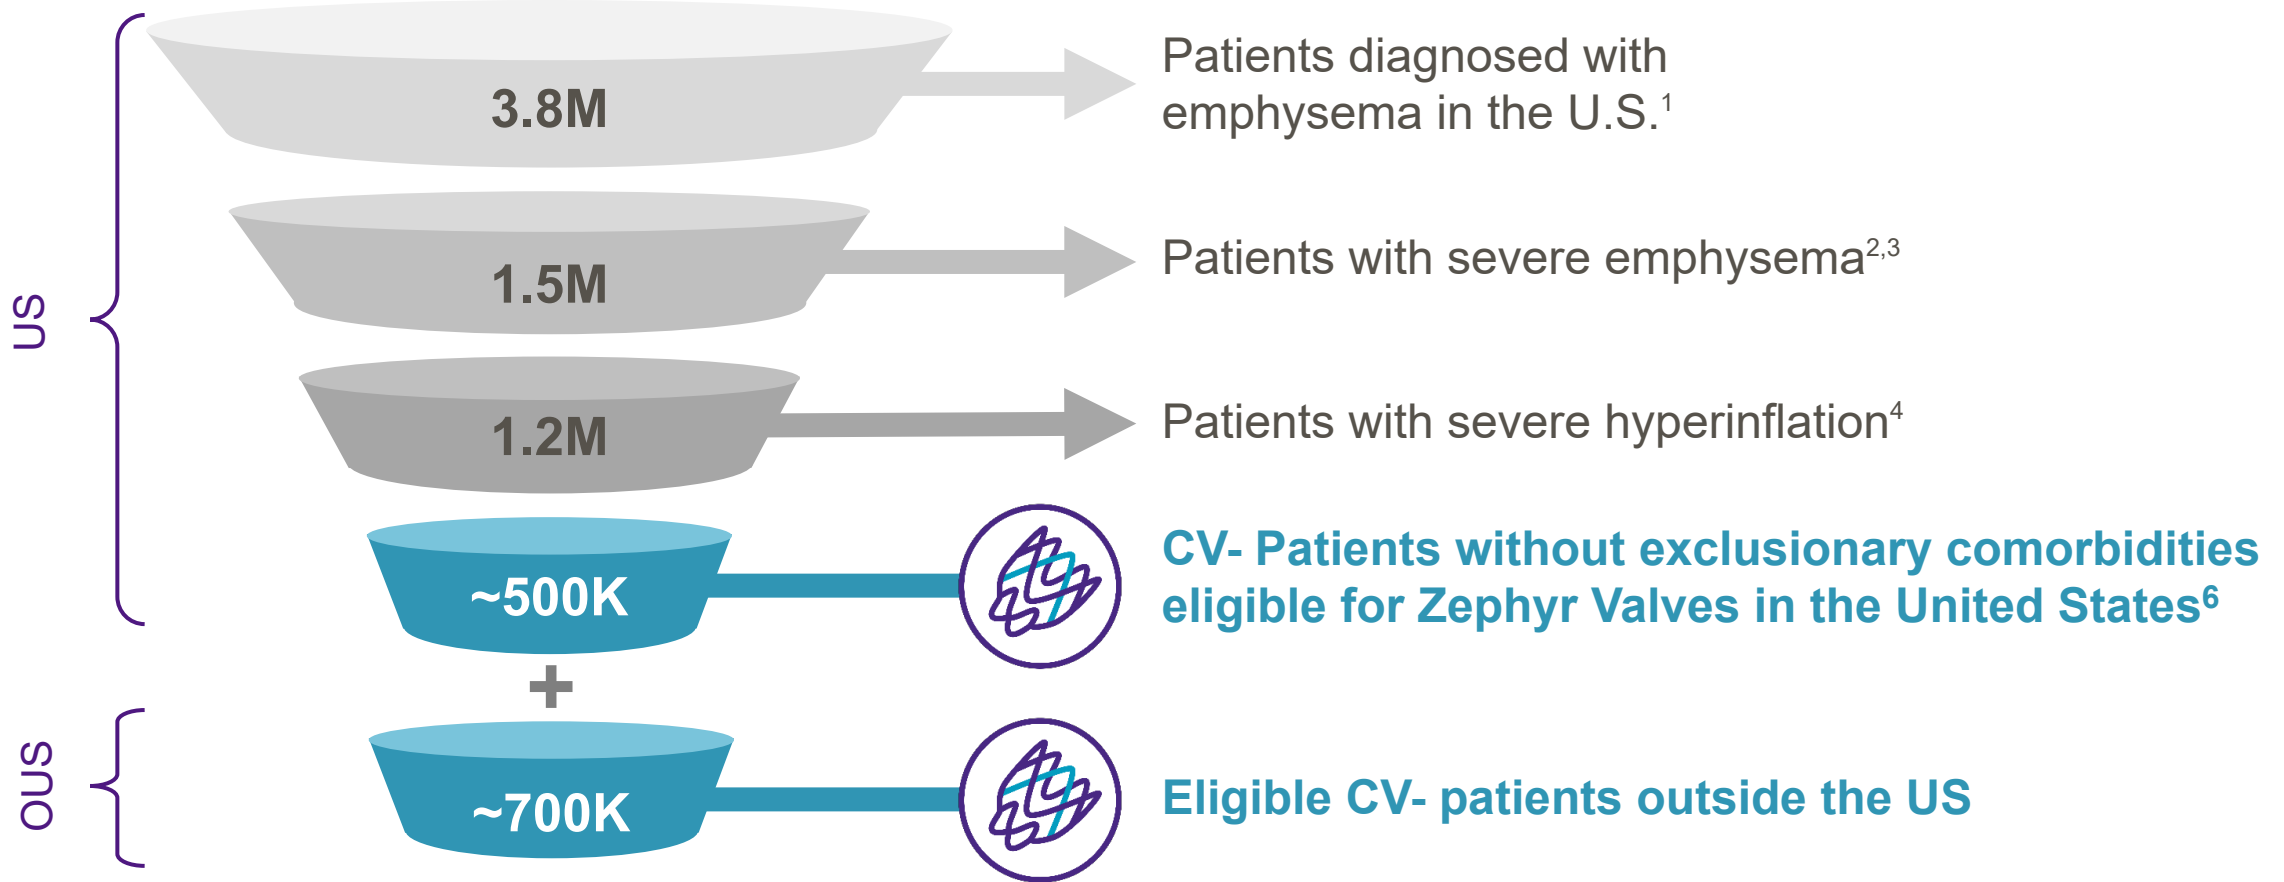 US
3.8M
Patients diagnosed with
emphysema in the U.S.¹
1.5M
Patients with severe emphysema²,³
1.2M
Patients with severe hyperinflation⁴
~500K
CV- Patients without exclusionary comorbidities
eligible for Zephyr Valves in the United States⁶
+
OUS
~700K
Eligible CV- patients outside the US